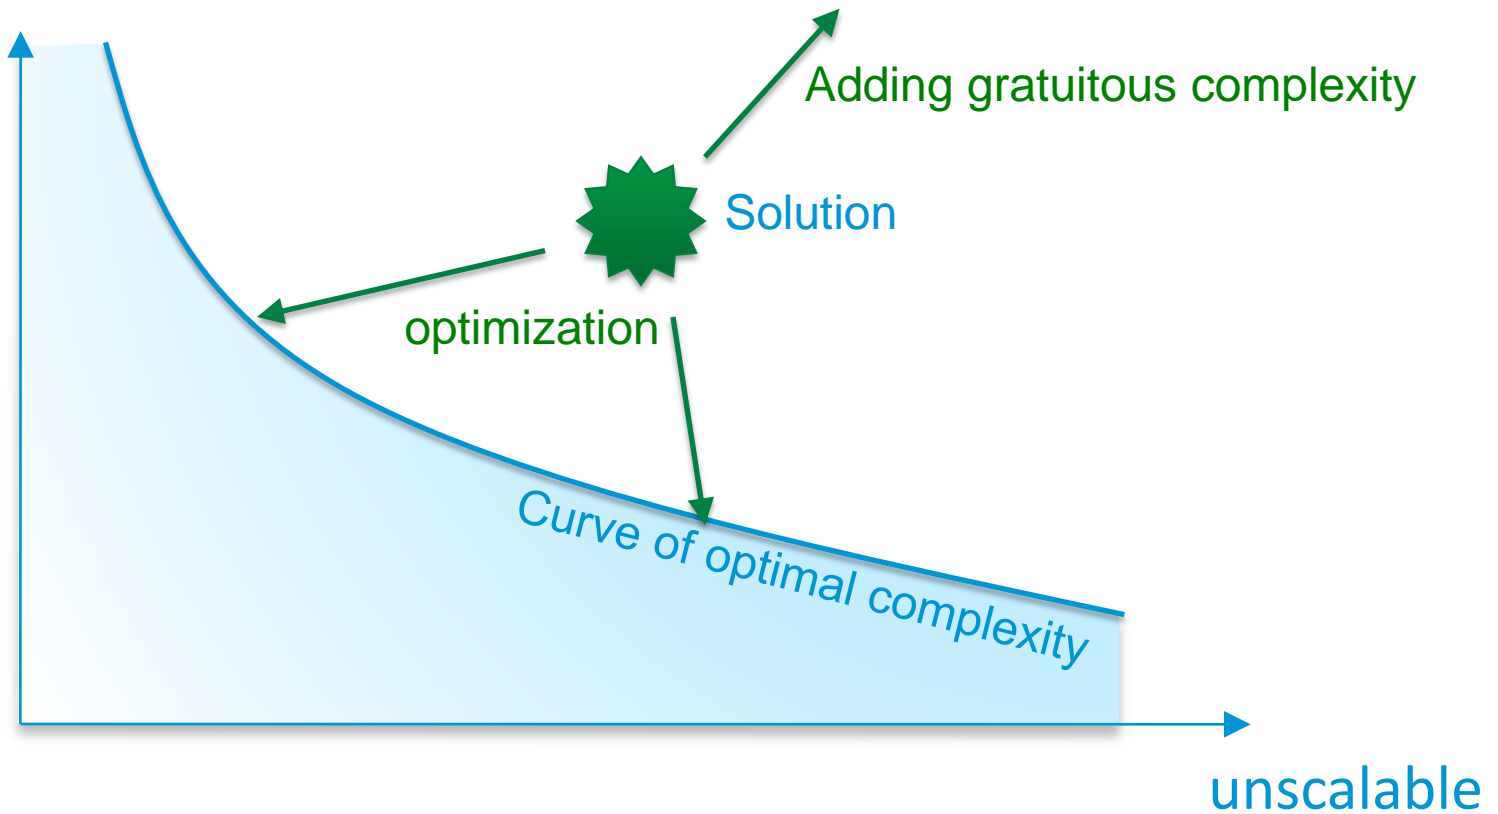 Adding gratuitous complexity
Solution
optimization
Curve of optimal complexity
unscalable